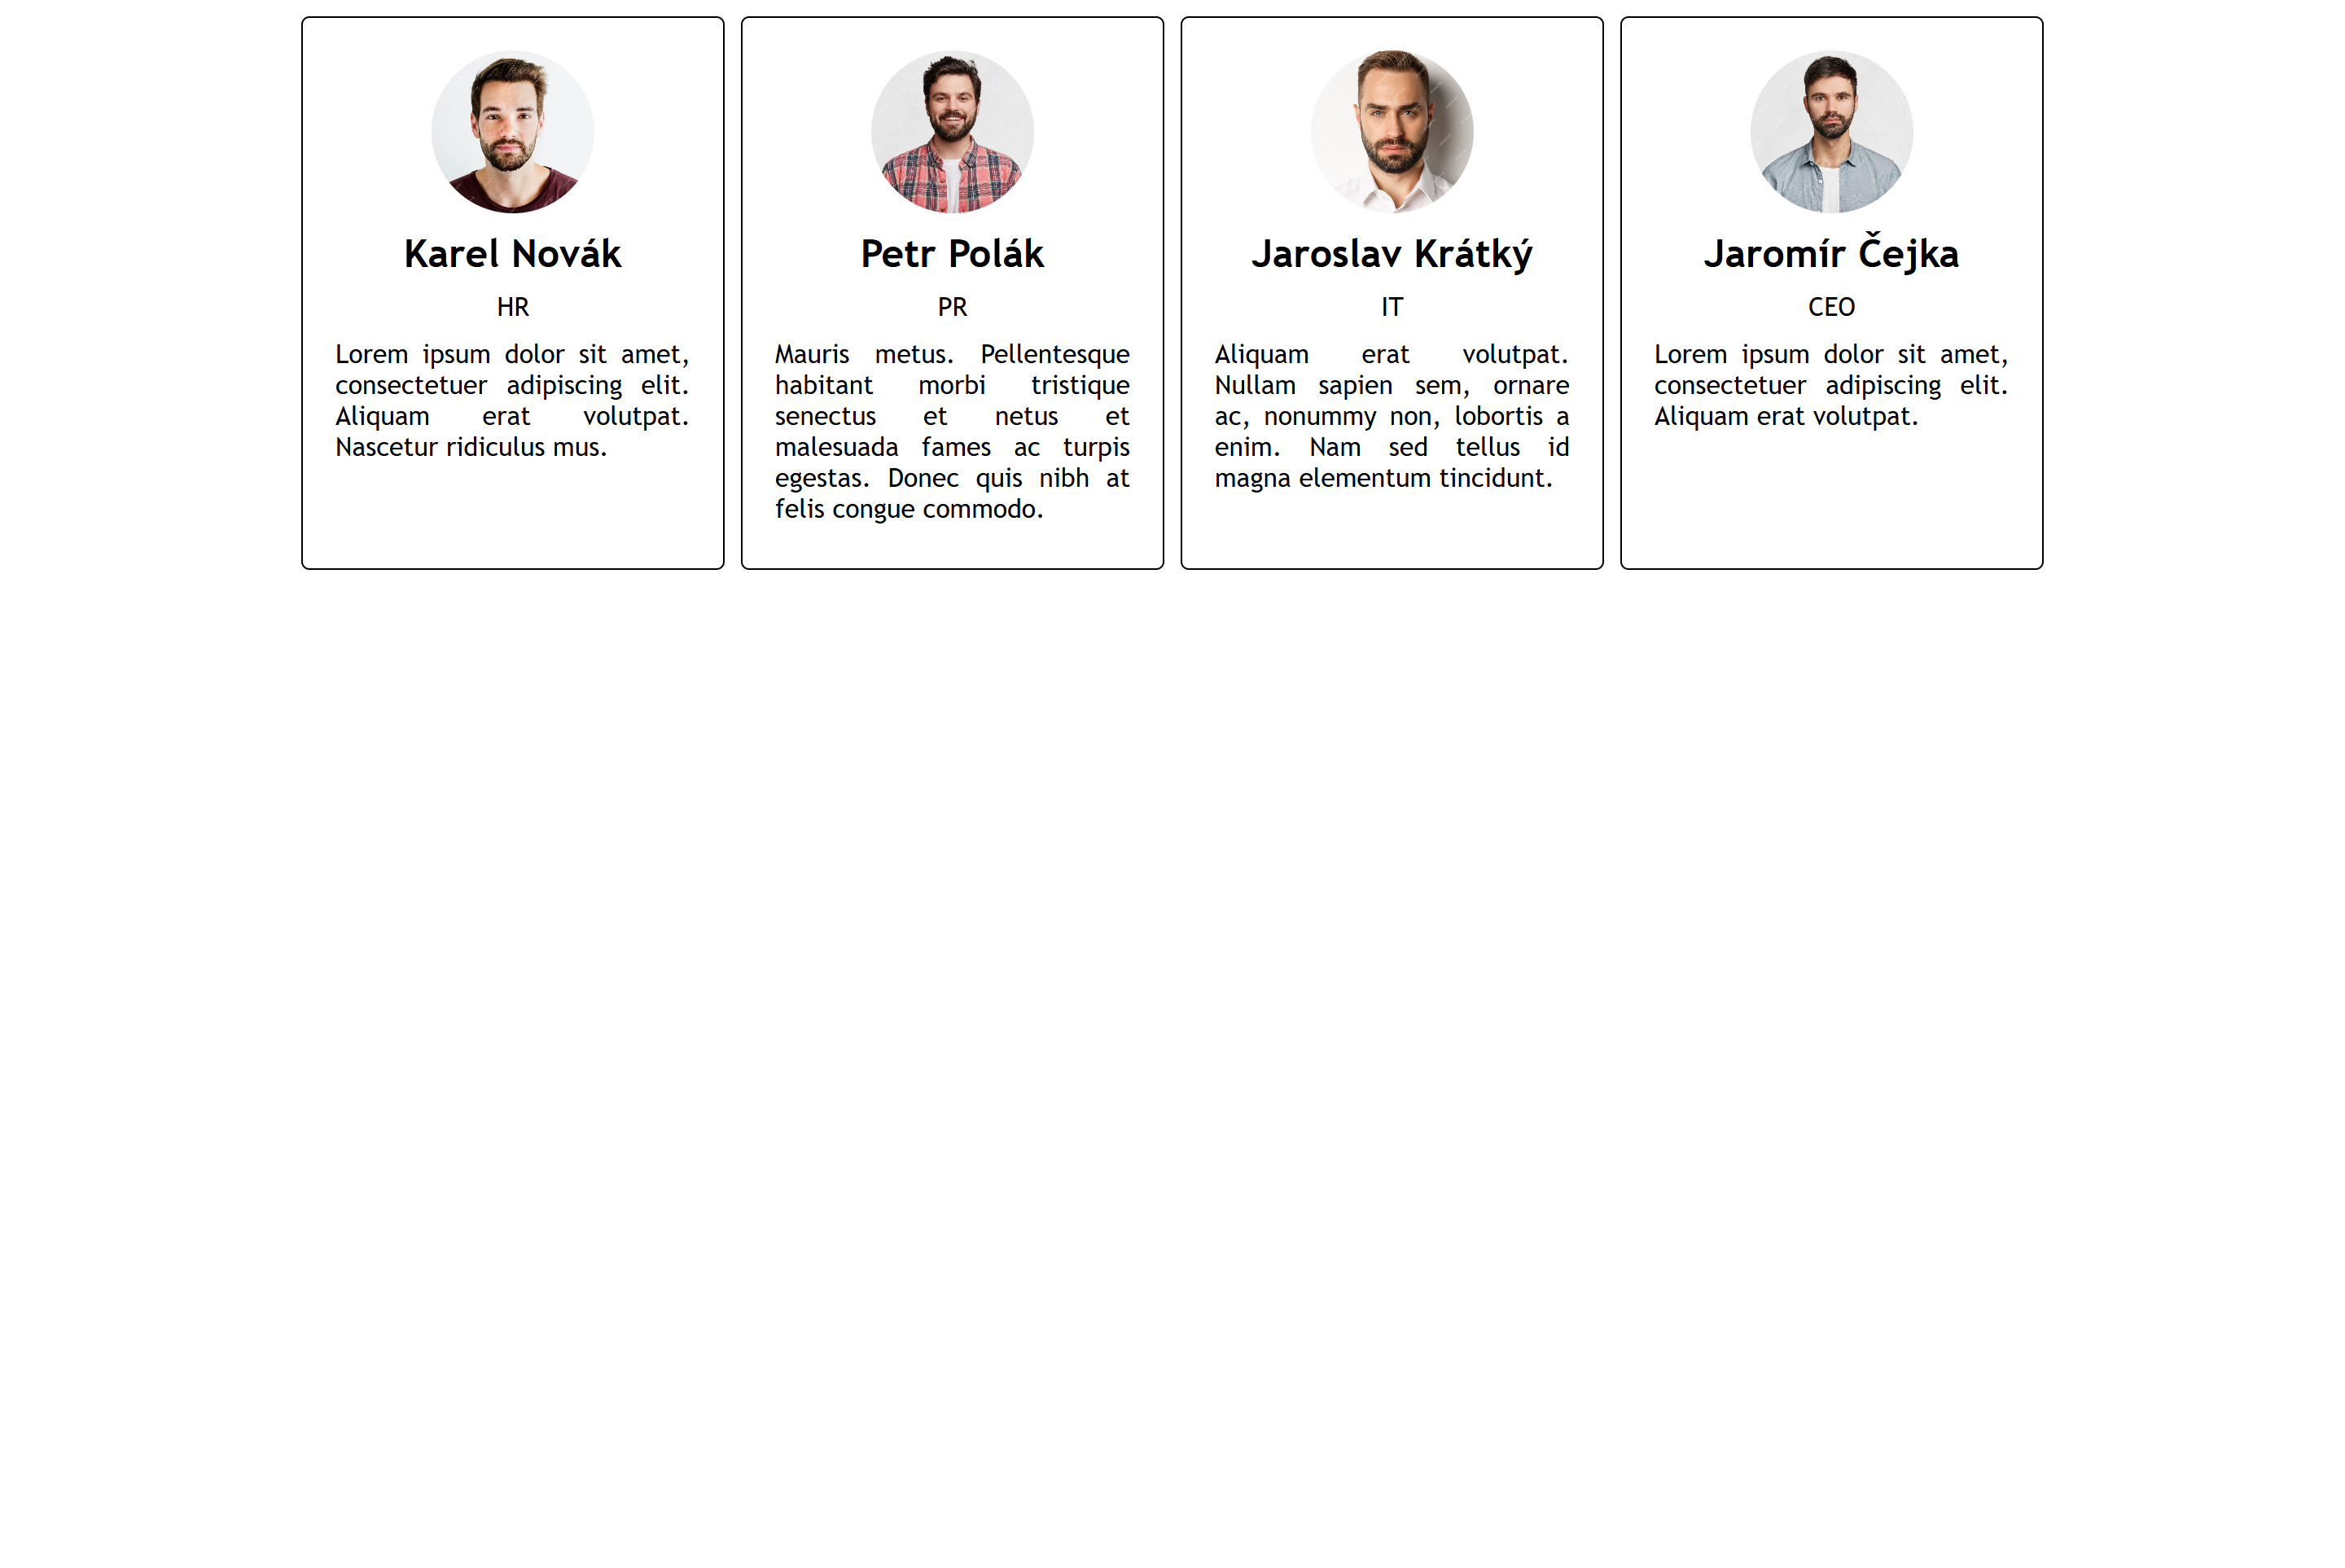 Karel Novák
HR
Lorem ipsum dolor sit amet,
consectetuer adipiscing elit.
Aliquam erat volutpat.
Nascetur ridiculus mus.
Petr Polák
PR
Mauris metus. Pellentesque
habitant morbi tristique
senectus et netus et
malesuada fames ac turpis
egestas. Donec quis nibh at
felis congue commodo.
Jaroslav Krátký
IT
Aliquam erat volutpat.
Nullam sapien sem, ornare
ac, nonummy non, lobortis a
enim. Nam sed tellus id
magna elementum tincidunt.
Jaromír Čejka
CEO
Lorem ipsum dolor sit amet,
consectetuer adipiscing elit.
Aliquam erat volutpat.